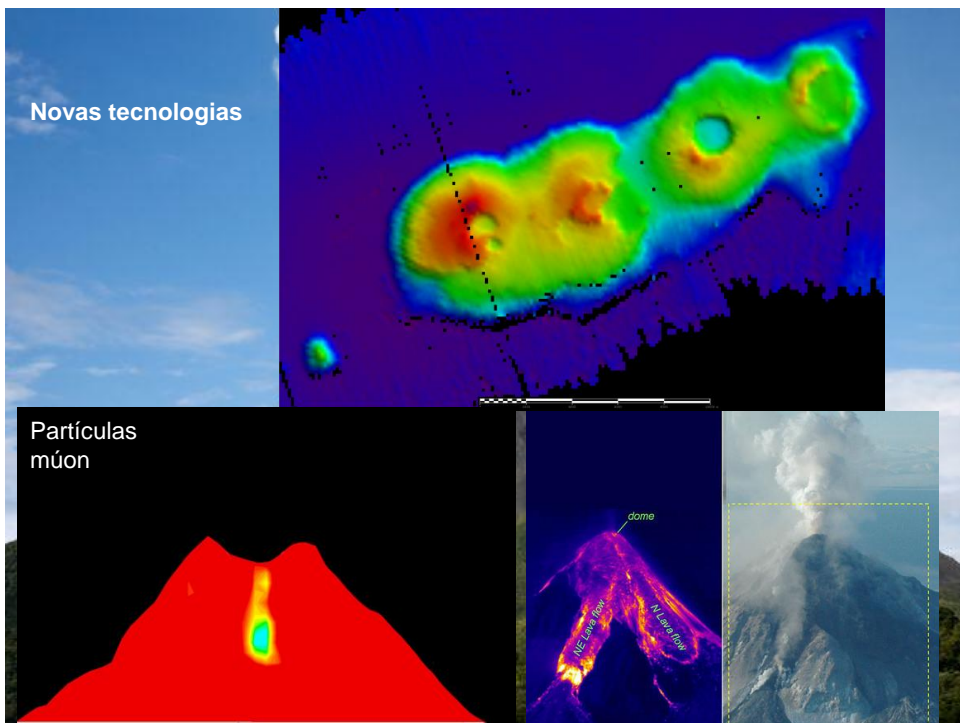 Novas tecnologias
Partículas
múon
dome
NE Lava flow
N Lava flow